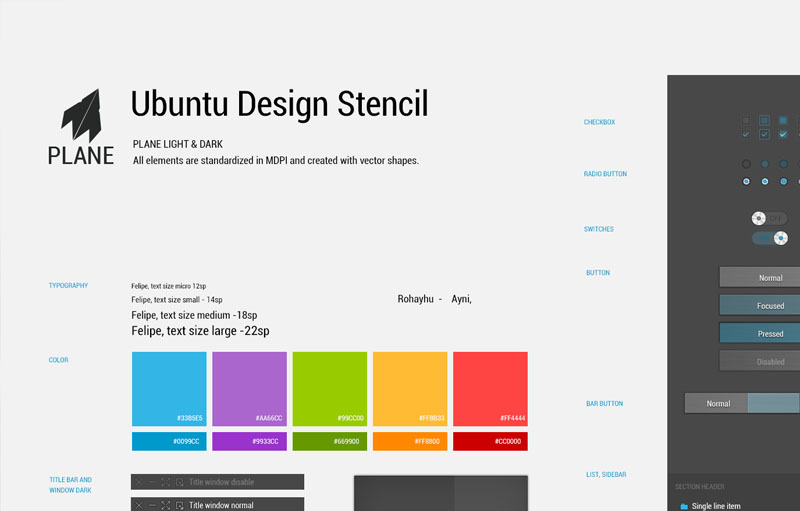 Ubuntu Design Stencil
PLANE
PLANE LIGHT & DARK
All elements are standardized in MDPI and created with vector shapes.
TYPOGRAPHY
Felipe, text size micro 12sp
Felipe, text size small - 14sp
Felipe, text size medium -18sp
Felipe, text size large -22sp
Rohayhu - Ayni,
COLOR
#33B5E5
#AA66CC
#99CC00
#FFBB33
#FF4444
#0099CC
#9933CC
#669900
#FF8800
#CC0000
TITLE BAR AND
WINDOW DARK
Title window disable
Title window normal
CHECKBOX
RADIO BUTTON
SWITCHES
OFF
BUTTON
Normal
Focused
Pressed
Disabled
BAR BUTTON
Normal
LIST, SIDEBAR
SECTION HEADER
Single line item